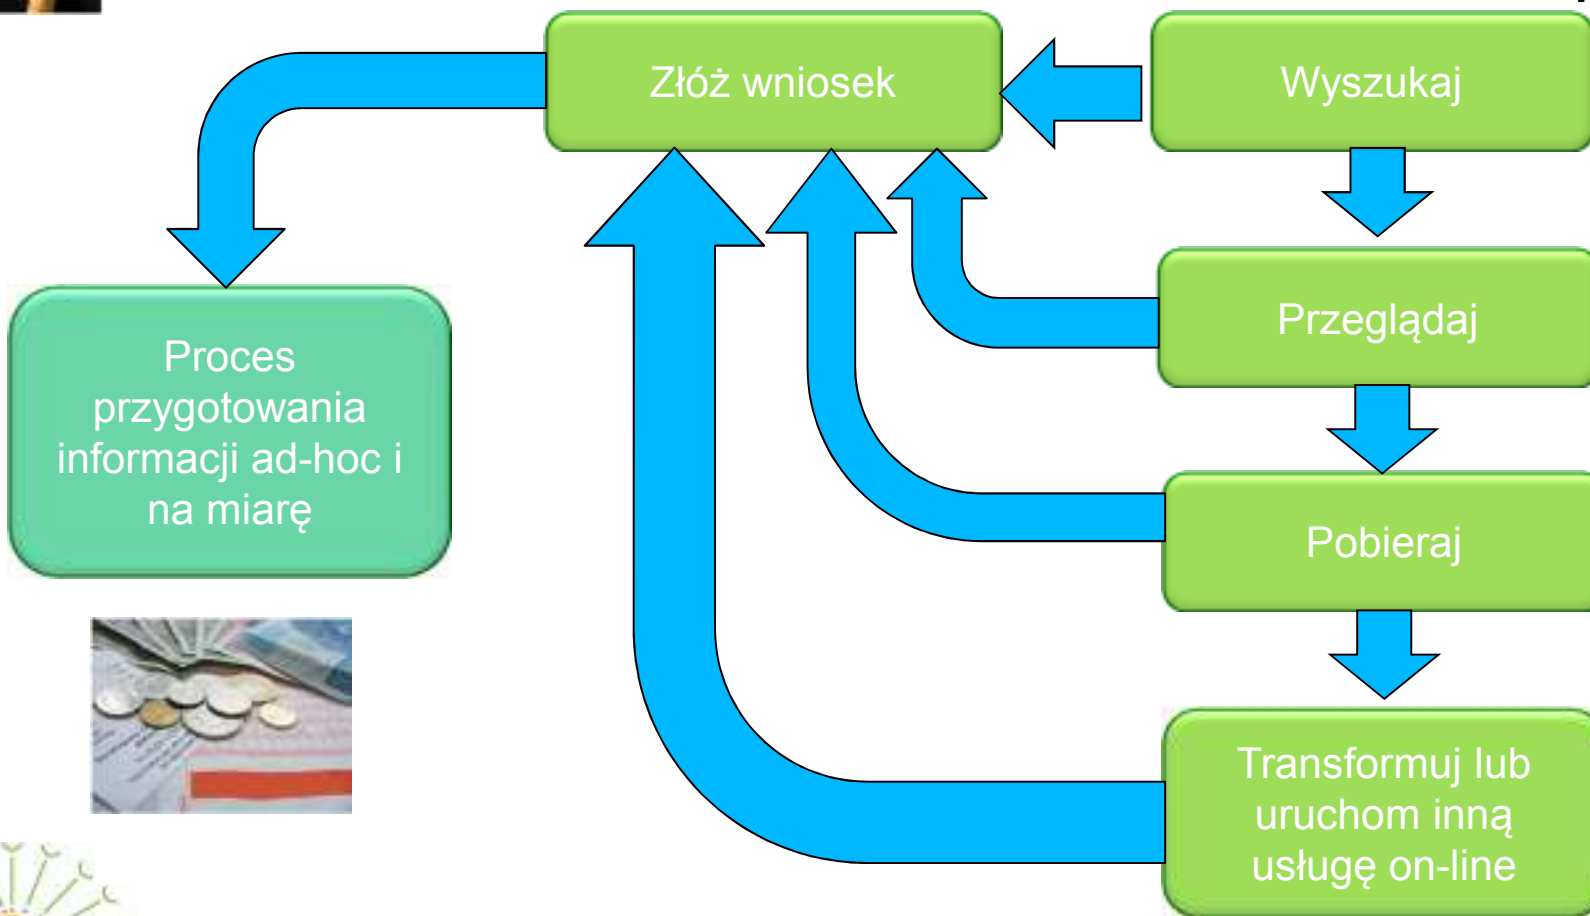 Złóż wniosek
Wyszukaj
Przeglądaj
Proces
przygotowania
informacji ad-hoc i
na miarę
Pobieraj
Transformuj lub
uruchom inną
usługę on-line